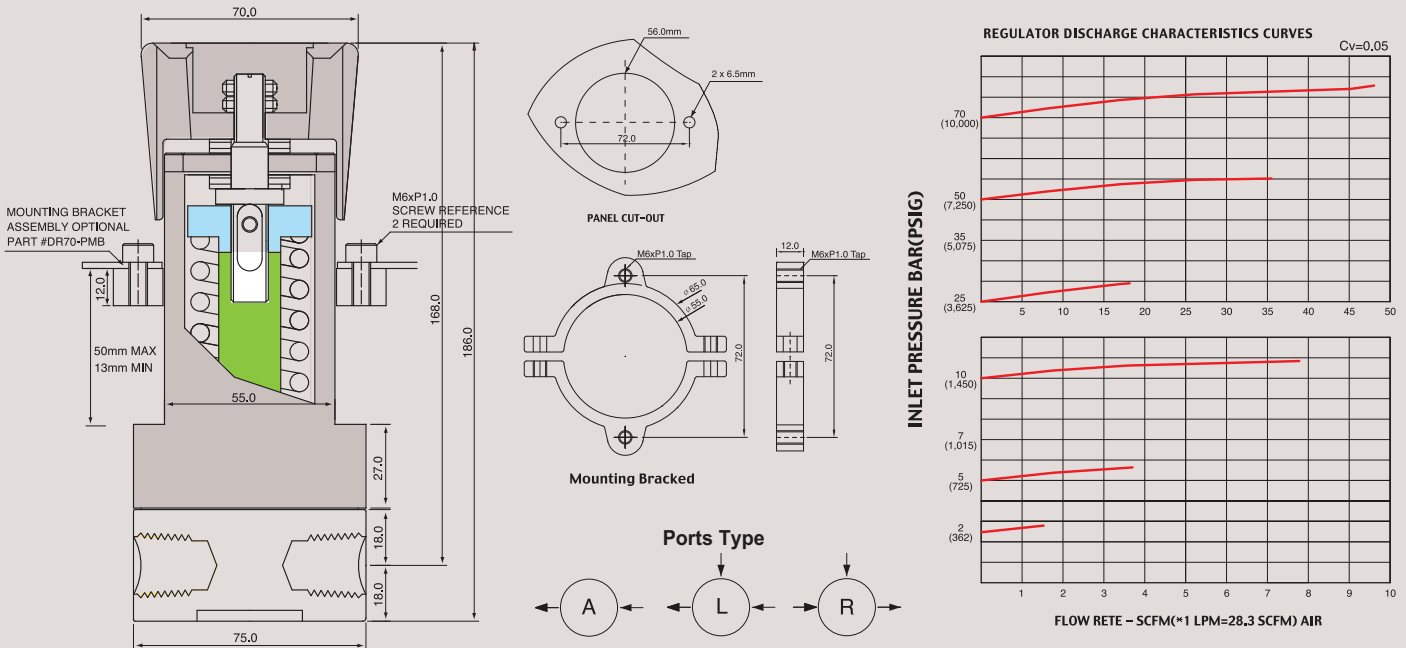 70.0
MOUNTING BRACKET
ASSEMBLY OPTIONAL
PART #DR70-PMB
M6xP1.0
SCREW REFERENCE
2 REQUIRED
12.0
50mm MAX
13mm MIN
168.0
186.0
55.0
27.0
18.0
18.0
75.0
56.0mm
2 x 6.5mm
72.0
PANEL CUT-OUT
M6xP1.0 Tap
ø 65.0
ø 55.0
72.0
12.0
M6xP1.0 Tap
72.0
Mounting Bracked
Ports Type
A
L
R
REGULATOR DISCHARGE CHARACTERISTICS CURVES
Cv=0.05
INLET PRESSURE BAR(PSIG)
70
(10,000)
50
(7,250)
35
(5,075)
25
(3,625)
5 10 15 20 25 30 35 40 45 50
10
(1,450)
7
(1,015)
5
(725)
2
(362)
1 2 3 4 5 6 7 8 9 10
FLOW RETE – SCFM(*1 LPM=28.3 SCFM) AIR